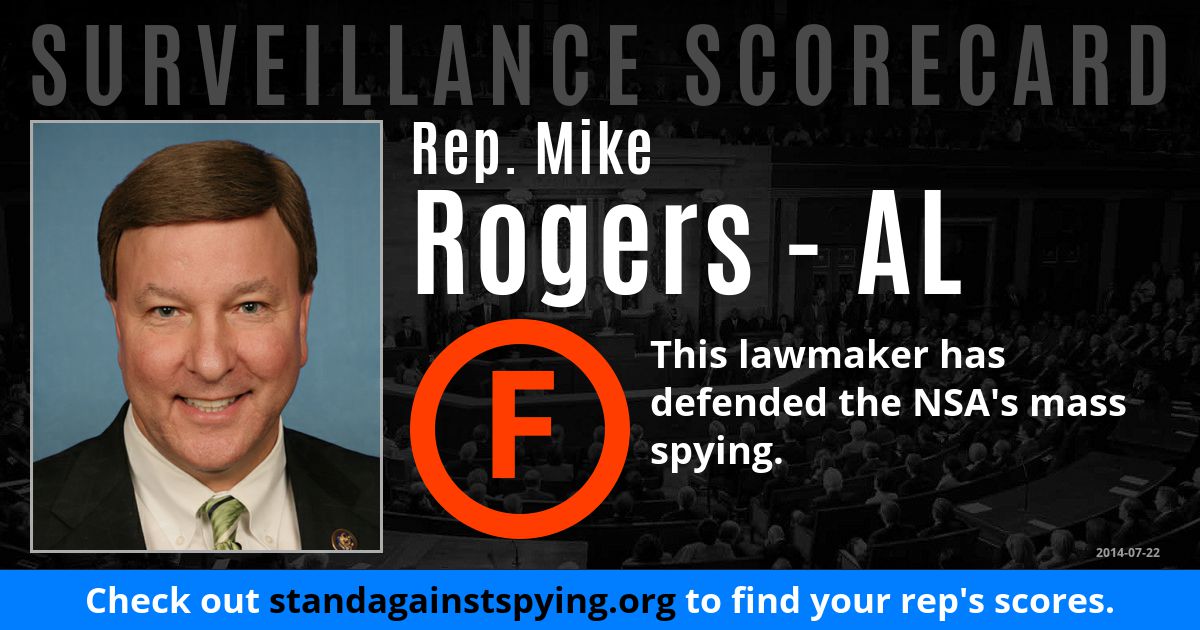 SURVEILLANCE SCORECARD
Rep. Mike
Rogers - AL
F
This lawmaker has
defended the NSA's mass
spying.
2014-07-22
Check out standagainstspying.org to find your rep's scores.